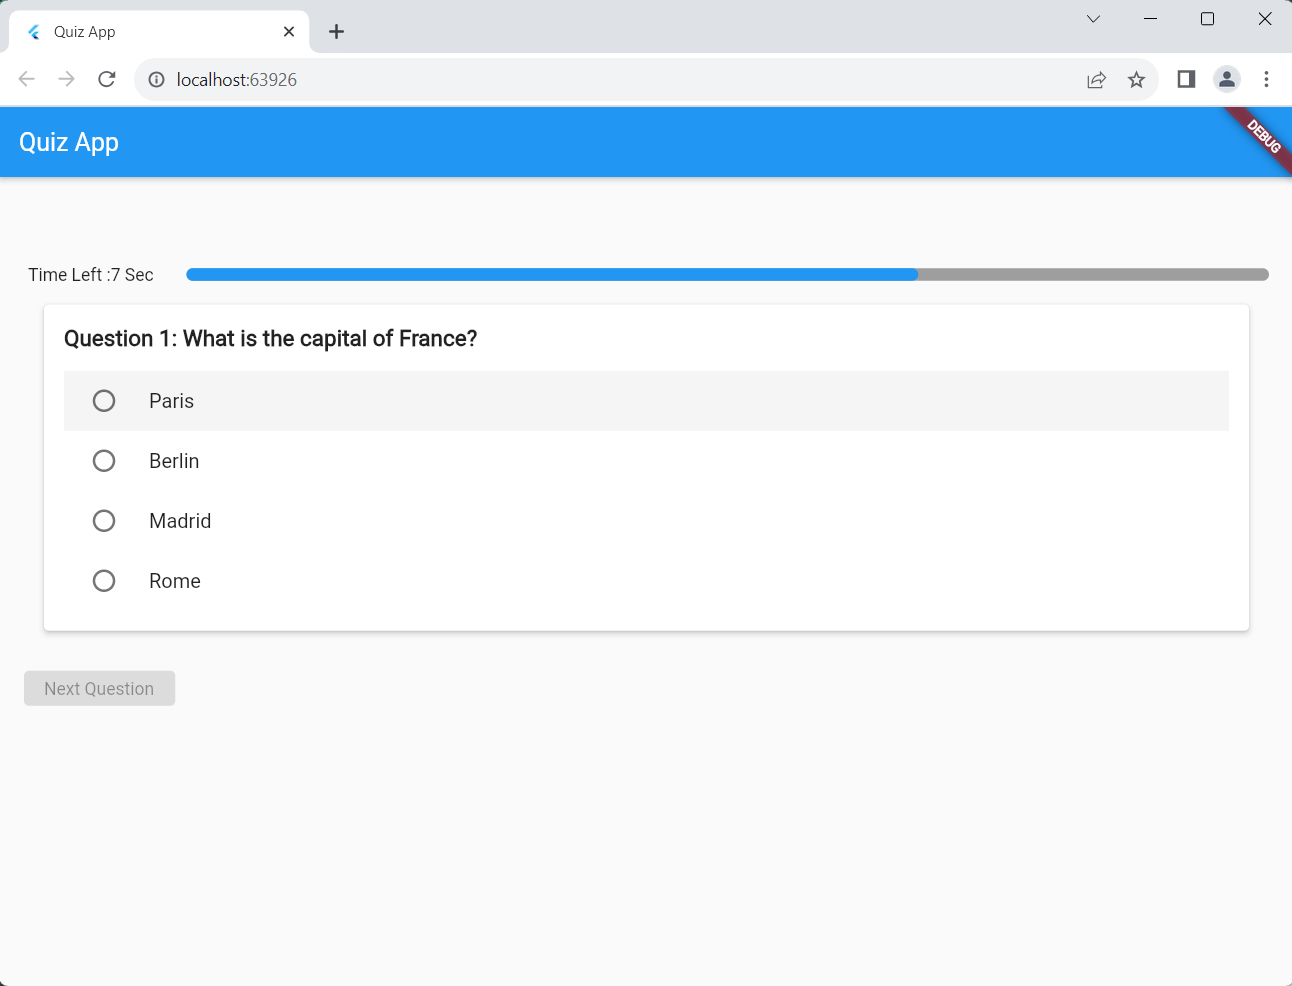 Quiz App
localhost:63926
Quiz App
DEBUG
Time Left :7 Sec
Question 1: What is the capital of France?
Paris
Berlin
Madrid
Rome
Next Question